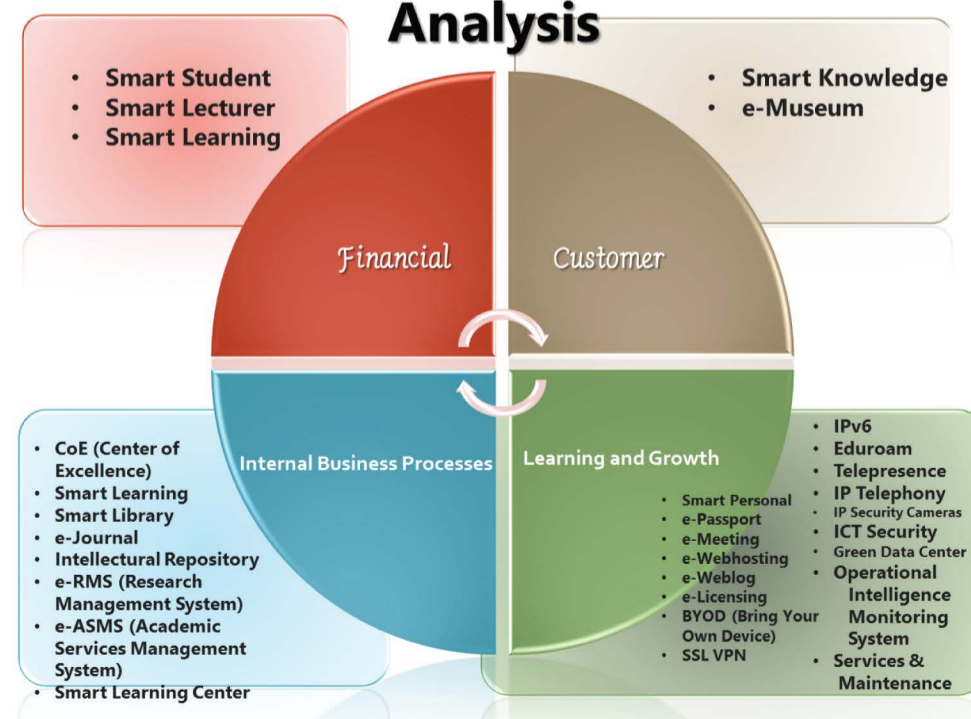 Analysis
• Smart Student
• Smart Lecturer
• Smart Learning
• Smart Knowledge
• e-Museum
Financial
Customer
Internal Business Processes
Learning and Growth
• CoE (Center of
Excellence)
• Smart Learning
• Smart Library
• e-Journal
• Intellectural Repository
• e-RMS (Research
Management System)
• e-ASMS (Academic
Services Management
System)
• Smart Learning Center
• Smart Personal
• e-Passport
• e-Meeting
• e-Webhosting
• e-Weblog
• e-Licensing
• BYOD (Bring Your
Own Device)
• SSL VPN
• IPv6
• Eduroam
• Telepresence
• IP Telephony
• IP Security Cameras
• ICT Security
• Green Data Center
• Operational
Intelligence
Monitoring
System
• Services &
Maintenance